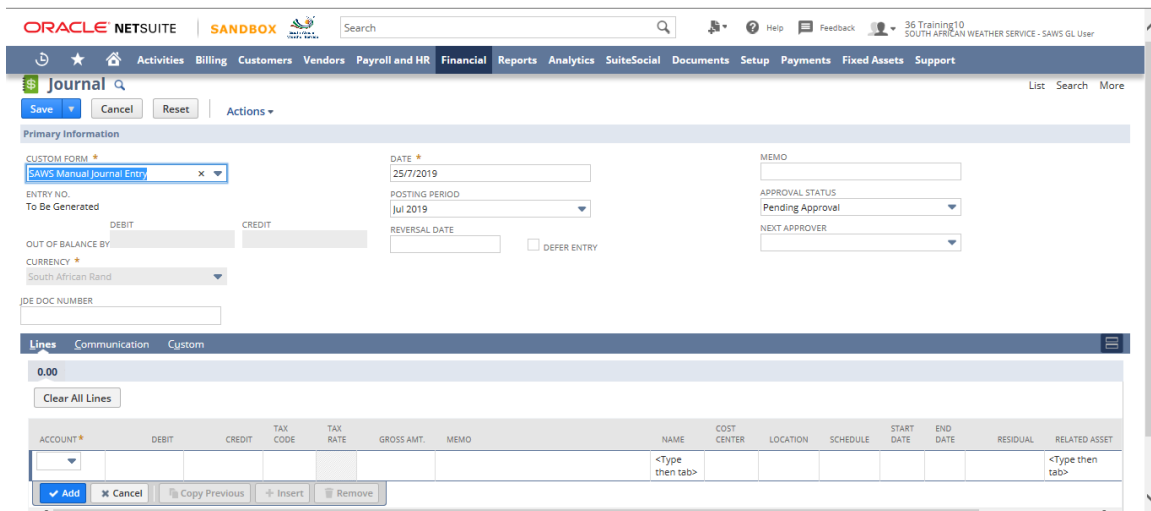 ORACLE NETSUITE SANDBOX Search Help Feedback 36 Training10
SOUTH AFRICAN WEATHER SERVICE - SAWS GL User
Activities Billing Customers Vendors Payroll and HR Financial Reports Analytics SuiteSocial Documents Setup Payments Fixed Assets Support
Journal List Search More
Save Cancel Reset Actions
Primary Information
CUSTOM FORM * DATE * MEMO
SAWS Manual Journal Entry 25/7/2019
ENTRY NO. POSTING PERIOD APPROVAL STATUS
To Be Generated Jul 2019 Pending Approval
DEBIT CREDIT REVERSAL DATE NEXT APPROVER
OUT OF BALANCE BY DEFER ENTRY
CURRENCY *
South African Rand
JDE DOC NUMBER
Lines Communication Custom
0.00
Clear All Lines
ACCOUNT * DEBIT CREDIT TAX CODE TAX RATE GROSS AMT. MEMO NAME COST CENTER LOCATION SCHEDULE START DATE END DATE RESIDUAL RELATED ASSET
<Type then tab> <Type then tab>
Add Cancel Copy Previous Insert Remove